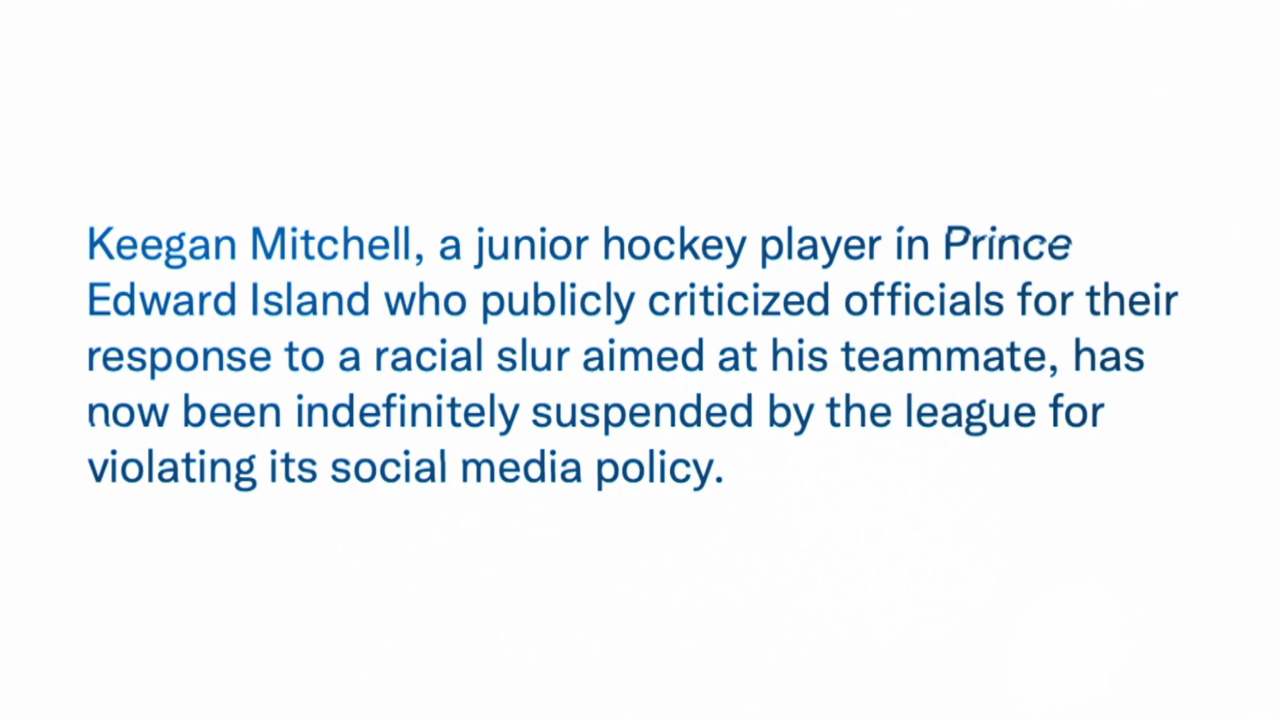 Keegan Mitchell, a junior hockey player in Prince
Edward Island who publicly criticized officials for their
response to a racial slur aimed at his teammate, has
now been indefinitely suspended by the league for
violating its social media policy.